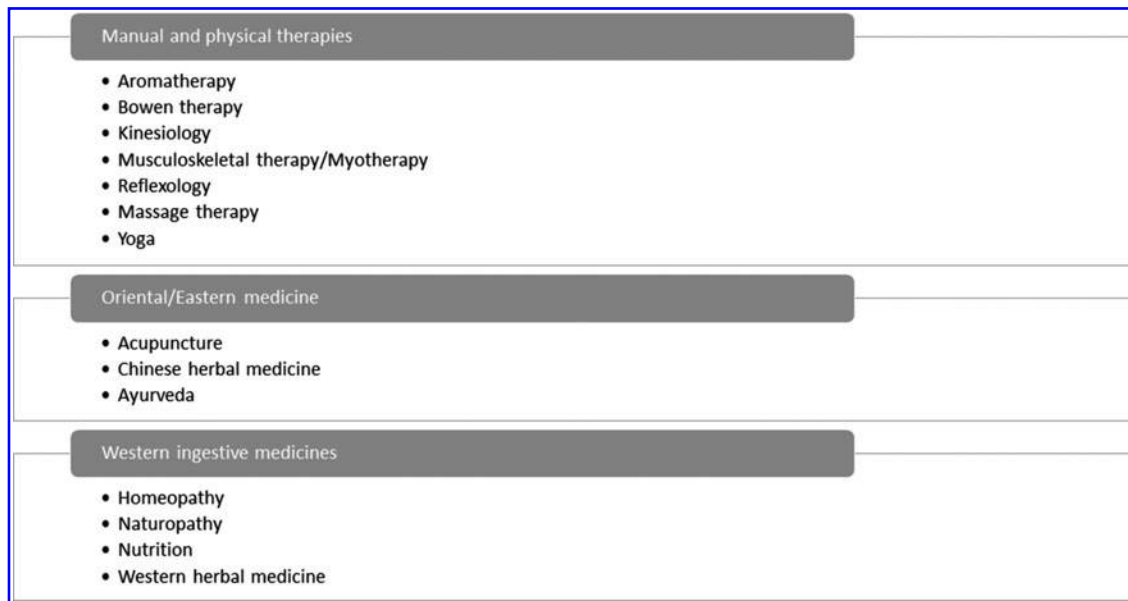 Manual and physical therapies
• Aromatherapy
• Bowen therapy
• Kinesiology
• Musculoskeletal therapy/Myotherapy
• Reflexology
• Massage therapy
• Yoga
Oriental/Eastern medicine
• Acupuncture
• Chinese herbal medicine
• Ayurveda
Western ingestive medicines
• Homeopathy
• Naturopathy
• Nutrition
• Western herbal medicine